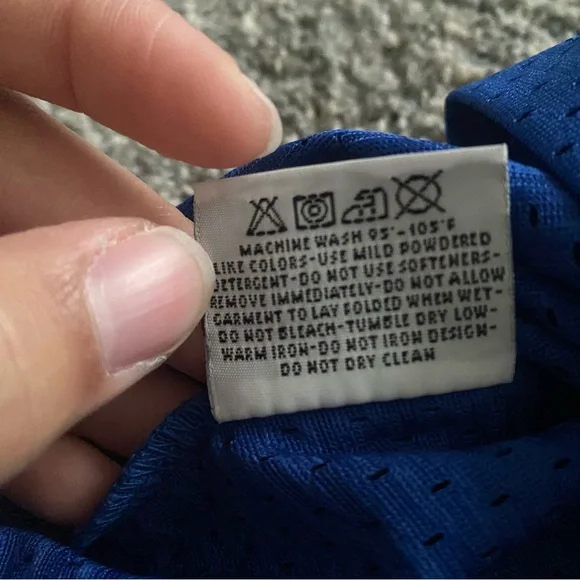 MACHINE WASH 95°-105°F
LIKE COLORS-USE MILD POWDERED
DETERGENT-DO NOT USE SOFTENERS-
REMOVE IMMEDIATELY-DO NOT ALLOW
GARMENT TO LAY FOLDED WHEN WET-
DO NOT BLEACH-TUMBLE DRY LOW-
WARM IRON-DO NOT IRON DESIGN-
DO NOT DRY CLEAN